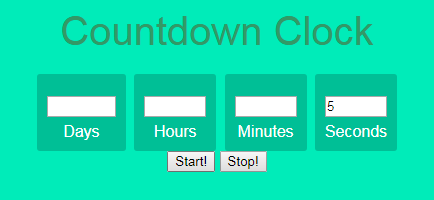 Countdown Clock
5
Days Hours Minutes Seconds
Start! Stop!